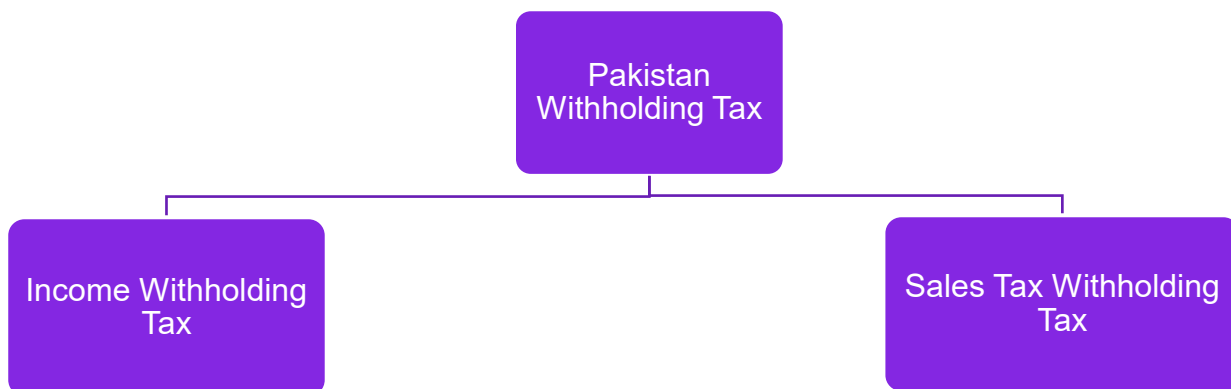 Pakistan
Withholding Tax
Income Withholding
Tax
Sales Tax Withholding
Tax